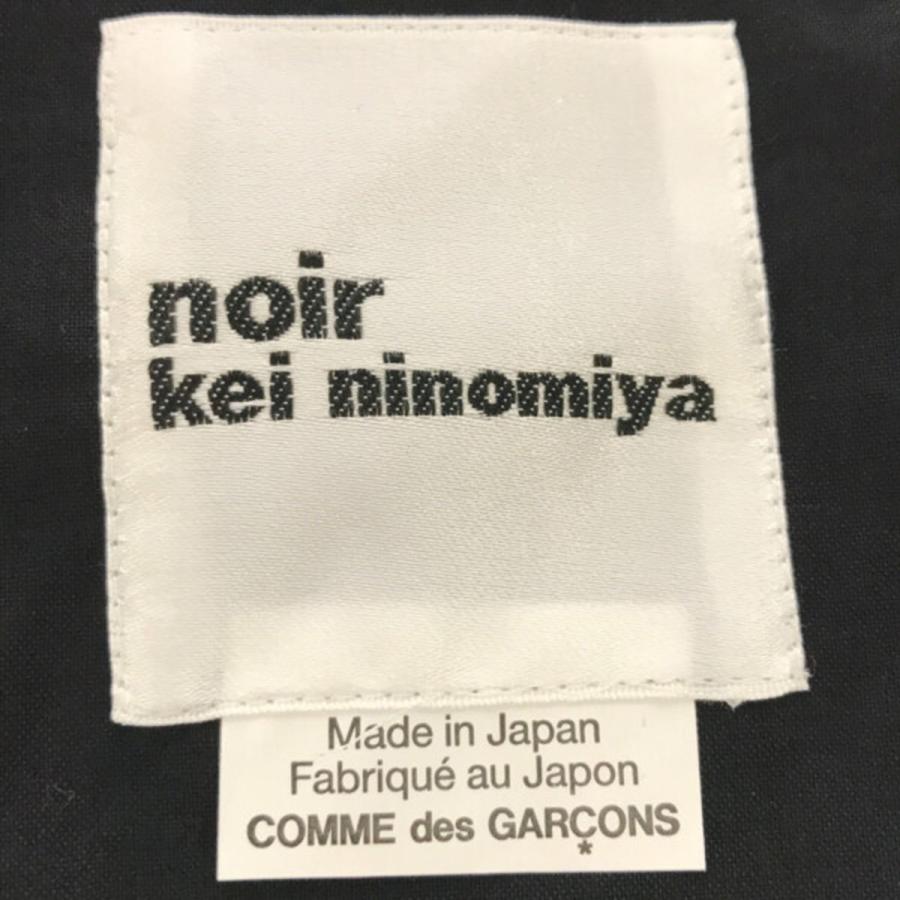 noir
kei ninomiya
Made in Japan
Fabriqué au Japon
COMME des GARÇONS
*